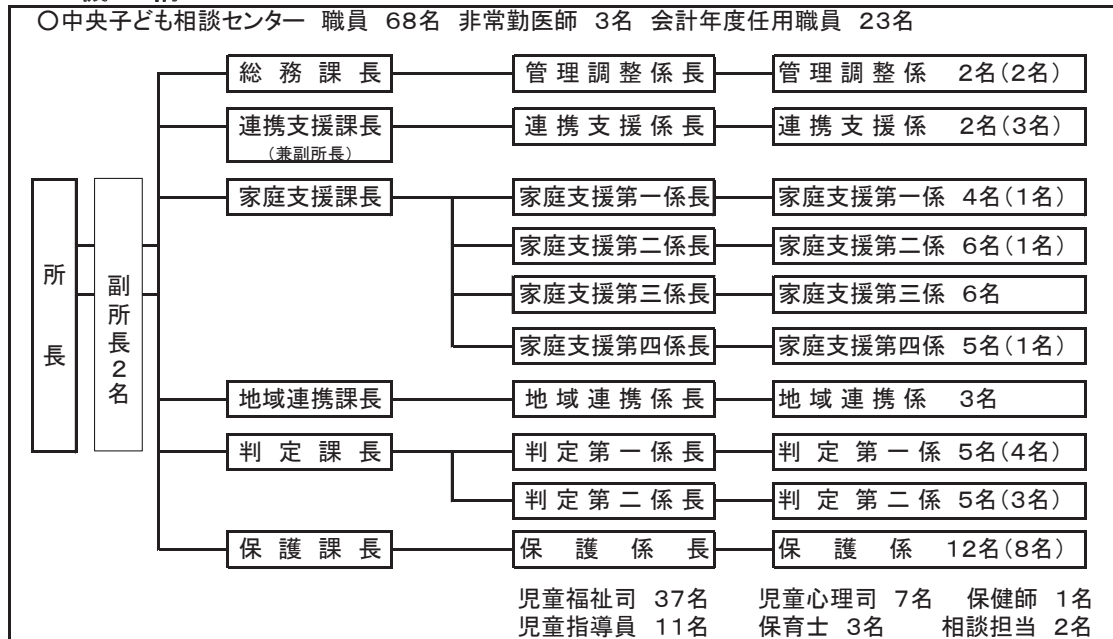 〇中央子ども相談センター 職員 68名 非常勤医師 3名 会計年度任用職員 23名
総務課長 管理調整係長 管理調整係 2名(2名)
連携支援課長 連携支援係長 連携支援係 2名(3名)
(兼副所長)
家庭支援課長 家庭支援第一係長 家庭支援第一係 4名(1名)
家庭支援第二係長 家庭支援第二係 6名(1名)
家庭支援第三係長 家庭支援第三係 6名
家庭支援第四係長 家庭支援第四係 5名(1名)
所長
副所長2名
地域連携課長 地域連携係長 地域連携係 3名
判定課長 判定第一係長 判定第一係 5名(4名)
判定第二係長 判定第二係 5名(3名)
保護課長 保護係長 保護係 12名(8名)
児童福祉司 37名 児童心理司 7名 保健師 1名
児童指導員 11名 保育士 3名 相談担当 2名